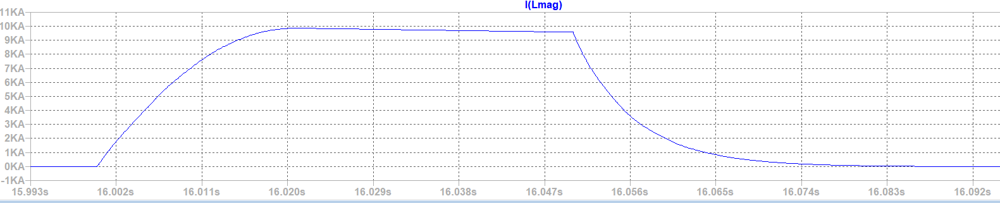 I(Lmag)
11KA
10KA
9KA
8KA
7KA
6KA
5KA
4KA
3KA
2KA
1KA
0KA
-1KA
15.993s 16.002s 16.011s 16.020s 16.029s 16.038s 16.047s 16.056s 16.065s 16.074s 16.083s 16.092s